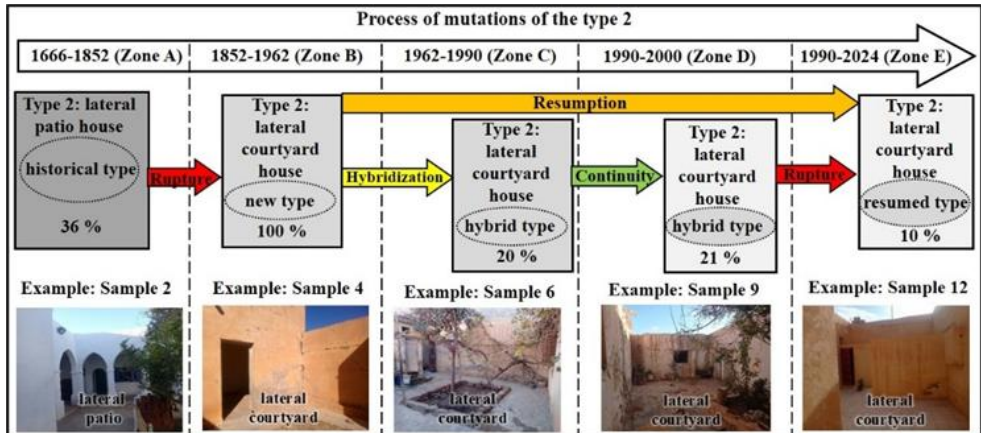 Process of mutations of the type 2
1666-1852 (Zone A)
1852-1962 (Zone B)
1962-1990 (Zone C)
1990-2000 (Zone D)
1990-2024 (Zone E)
Resumption
Type 2: lateral
patio house
historical type
36 %
Rupture
Type 2:
lateral
courtyard
house
new type
100 %
Hybridization
Type 2:
lateral
courtyard
house
hybrid type
20 %
Continuity
Type 2:
lateral
courtyard
house
hybrid type
21 %
Rupture
Type 2:
lateral
courtyard
house
resumed type
10 %
Example: Sample 2
Example: Sample 4
Example: Sample 6
Example: Sample 9
Example: Sample 12
lateral
patio
lateral
courtyard
lateral
courtyard
lateral
courtyard
lateral
courtyard